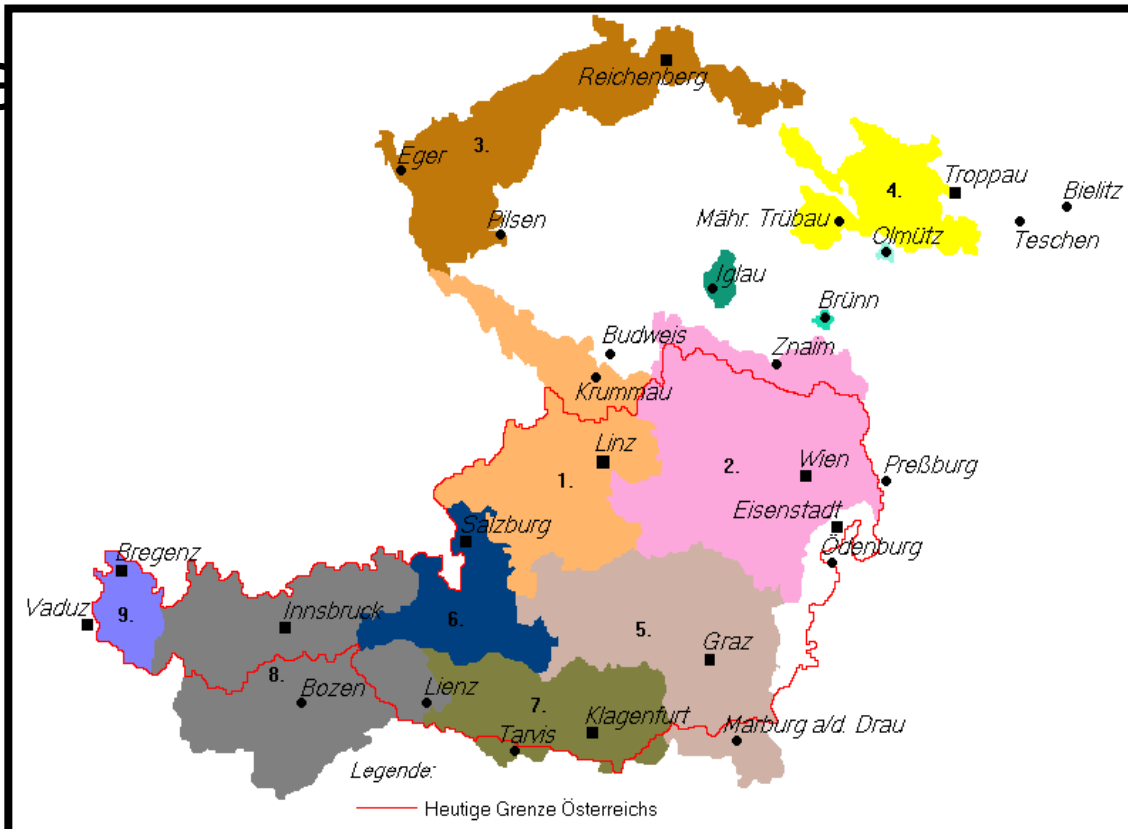 Reichenberg
3.
Eger
Troppau
4.
Bielitz
Pilsen
Mähr. Trübau
Teschen
Olmütz
Iglau
Brünn
Budweis
Znaim
Krummau
Linz
2.
Wien
Preßburg
1.
Eisenstadt
Salzburg
Ödenburg
Bregenz
Vaduz
9.
Innsbruck
6.
5.
Graz
8.
Bozen
Lienz
7.
Klagenfurt
Tarvis
Marburg a/d. Drau
Legende:
Heutige Grenze Österreichs